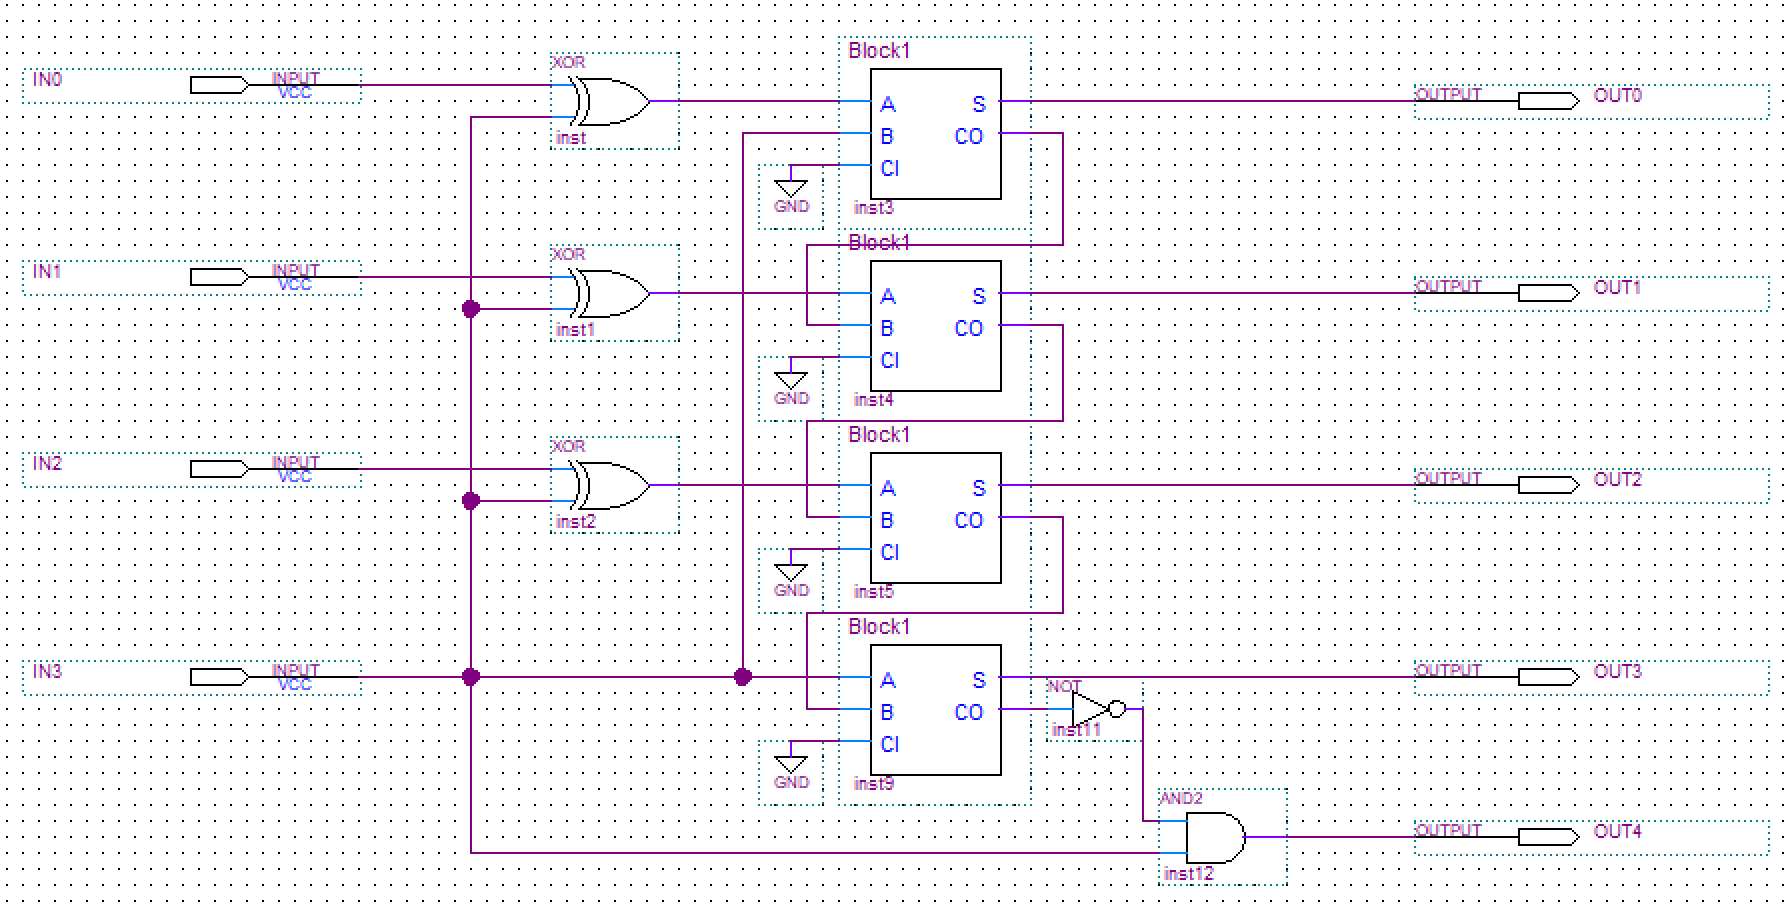 XOR
Block1
IN0
INPUT
VCC
A
S
OUTPUT
OUT0
B
CO
inst
CI
GND
inst3
XOR
Block1
IN1
INPUT
VCC
A
S
OUTPUT
OUT1
B
CO
inst1
CI
GND
inst4
XOR
Block1
IN2
INPUT
VCC
A
S
OUTPUT
OUT2
B
CO
inst2
CI
GND
inst5
Block1
IN3
INPUT
VCC
A
S
NOT
OUTPUT
OUT3
B
CO
inst11
CI
GND
inst9
AND2
OUTPUT
OUT4
inst12